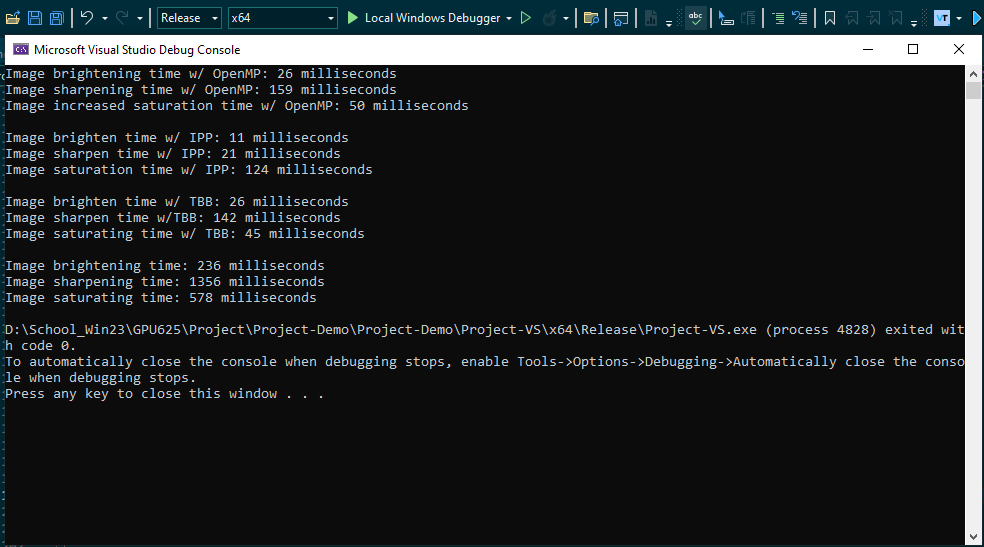 Release x64 Local Windows Debugger abc VT
Microsoft Visual Studio Debug Console
Image brightening time w/ OpenMP: 26 milliseconds
Image sharpening time w/ OpenMP: 159 milliseconds
Image increased saturation time w/ OpenMP: 50 milliseconds
Image brighten time w/ IPP: 11 milliseconds
Image sharpen time w/ IPP: 21 milliseconds
Image saturation time w/ IPP: 124 milliseconds
Image brighten time w/ TBB: 26 milliseconds
Image sharpen time w/TBB: 142 milliseconds
Image saturating time w/ TBB: 45 milliseconds
Image brightening time: 236 milliseconds
Image sharpening time: 1356 milliseconds
Image saturating time: 578 milliseconds
D:\School_Win23\GPU625\Project\Project-Demo\Project-Demo\Project-VS\x64\Release\Project-VS.exe (process 4828) exited wit
h code 0.
To automatically close the console when debugging stops, enable Tools->Options->Debugging->Automatically close the conso
le when debugging stops.
Press any key to close this window . . .